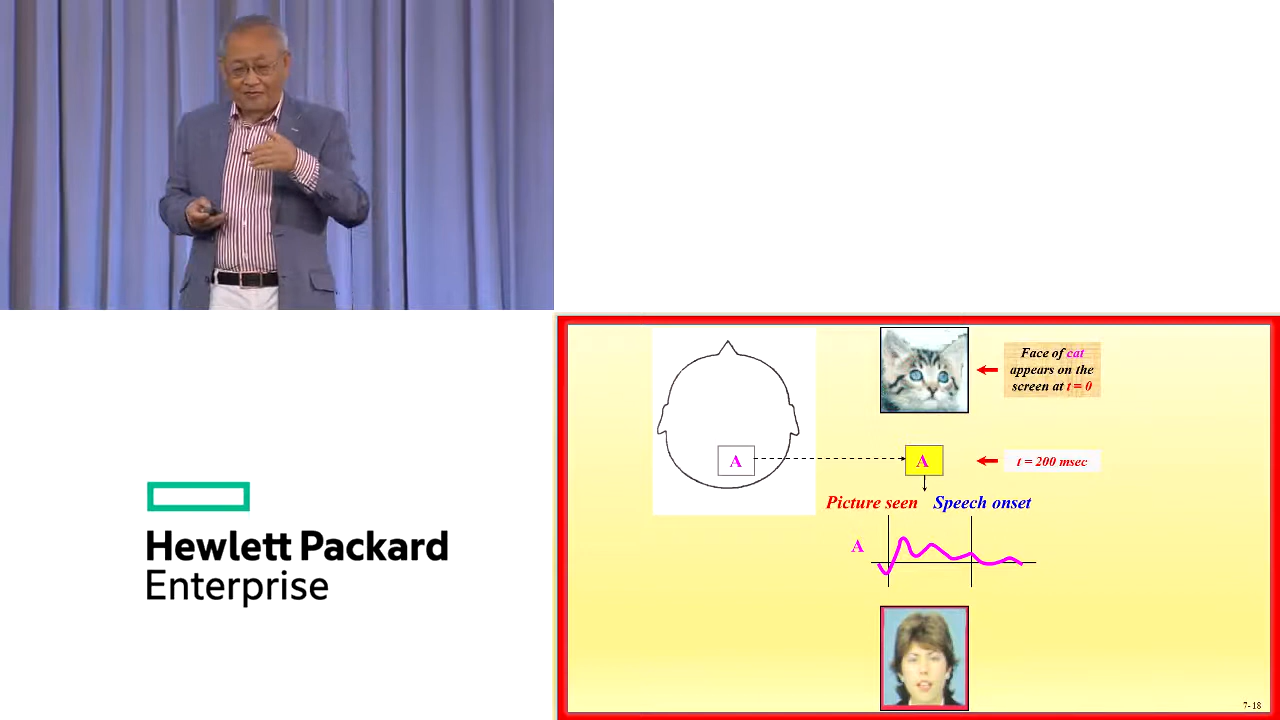 Face of cat
appears on the
screen at t = 0
A
A
t = 200 msec
Picture seen
Speech onset
A
Hewlett Packard
Enterprise
7-18